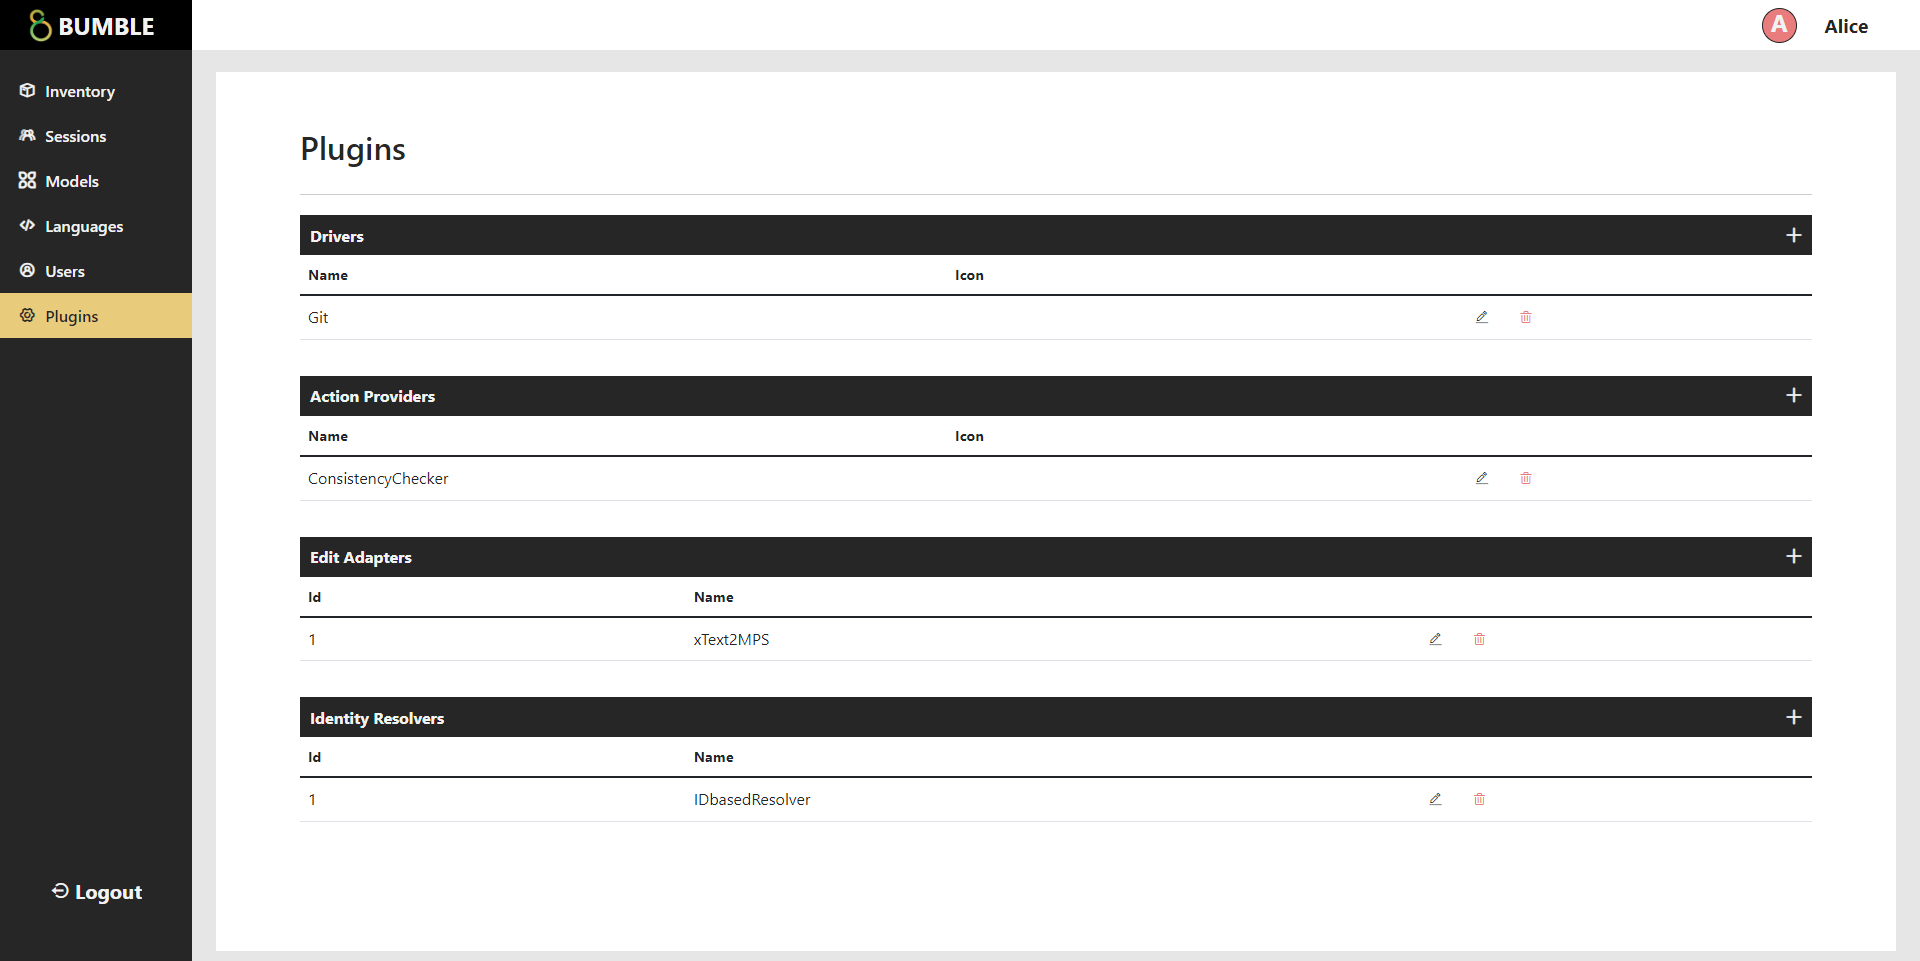 BUMBLE
A Alice
Inventory
Sessions
Models
Languages
Users
Plugins
Logout
Plugins
Drivers
Name Icon
Git
Action Providers
Name Icon
ConsistencyChecker
Edit Adapters
Id Name
1 xText2MPS
Identity Resolvers
Id Name
1 IDbasedResolver